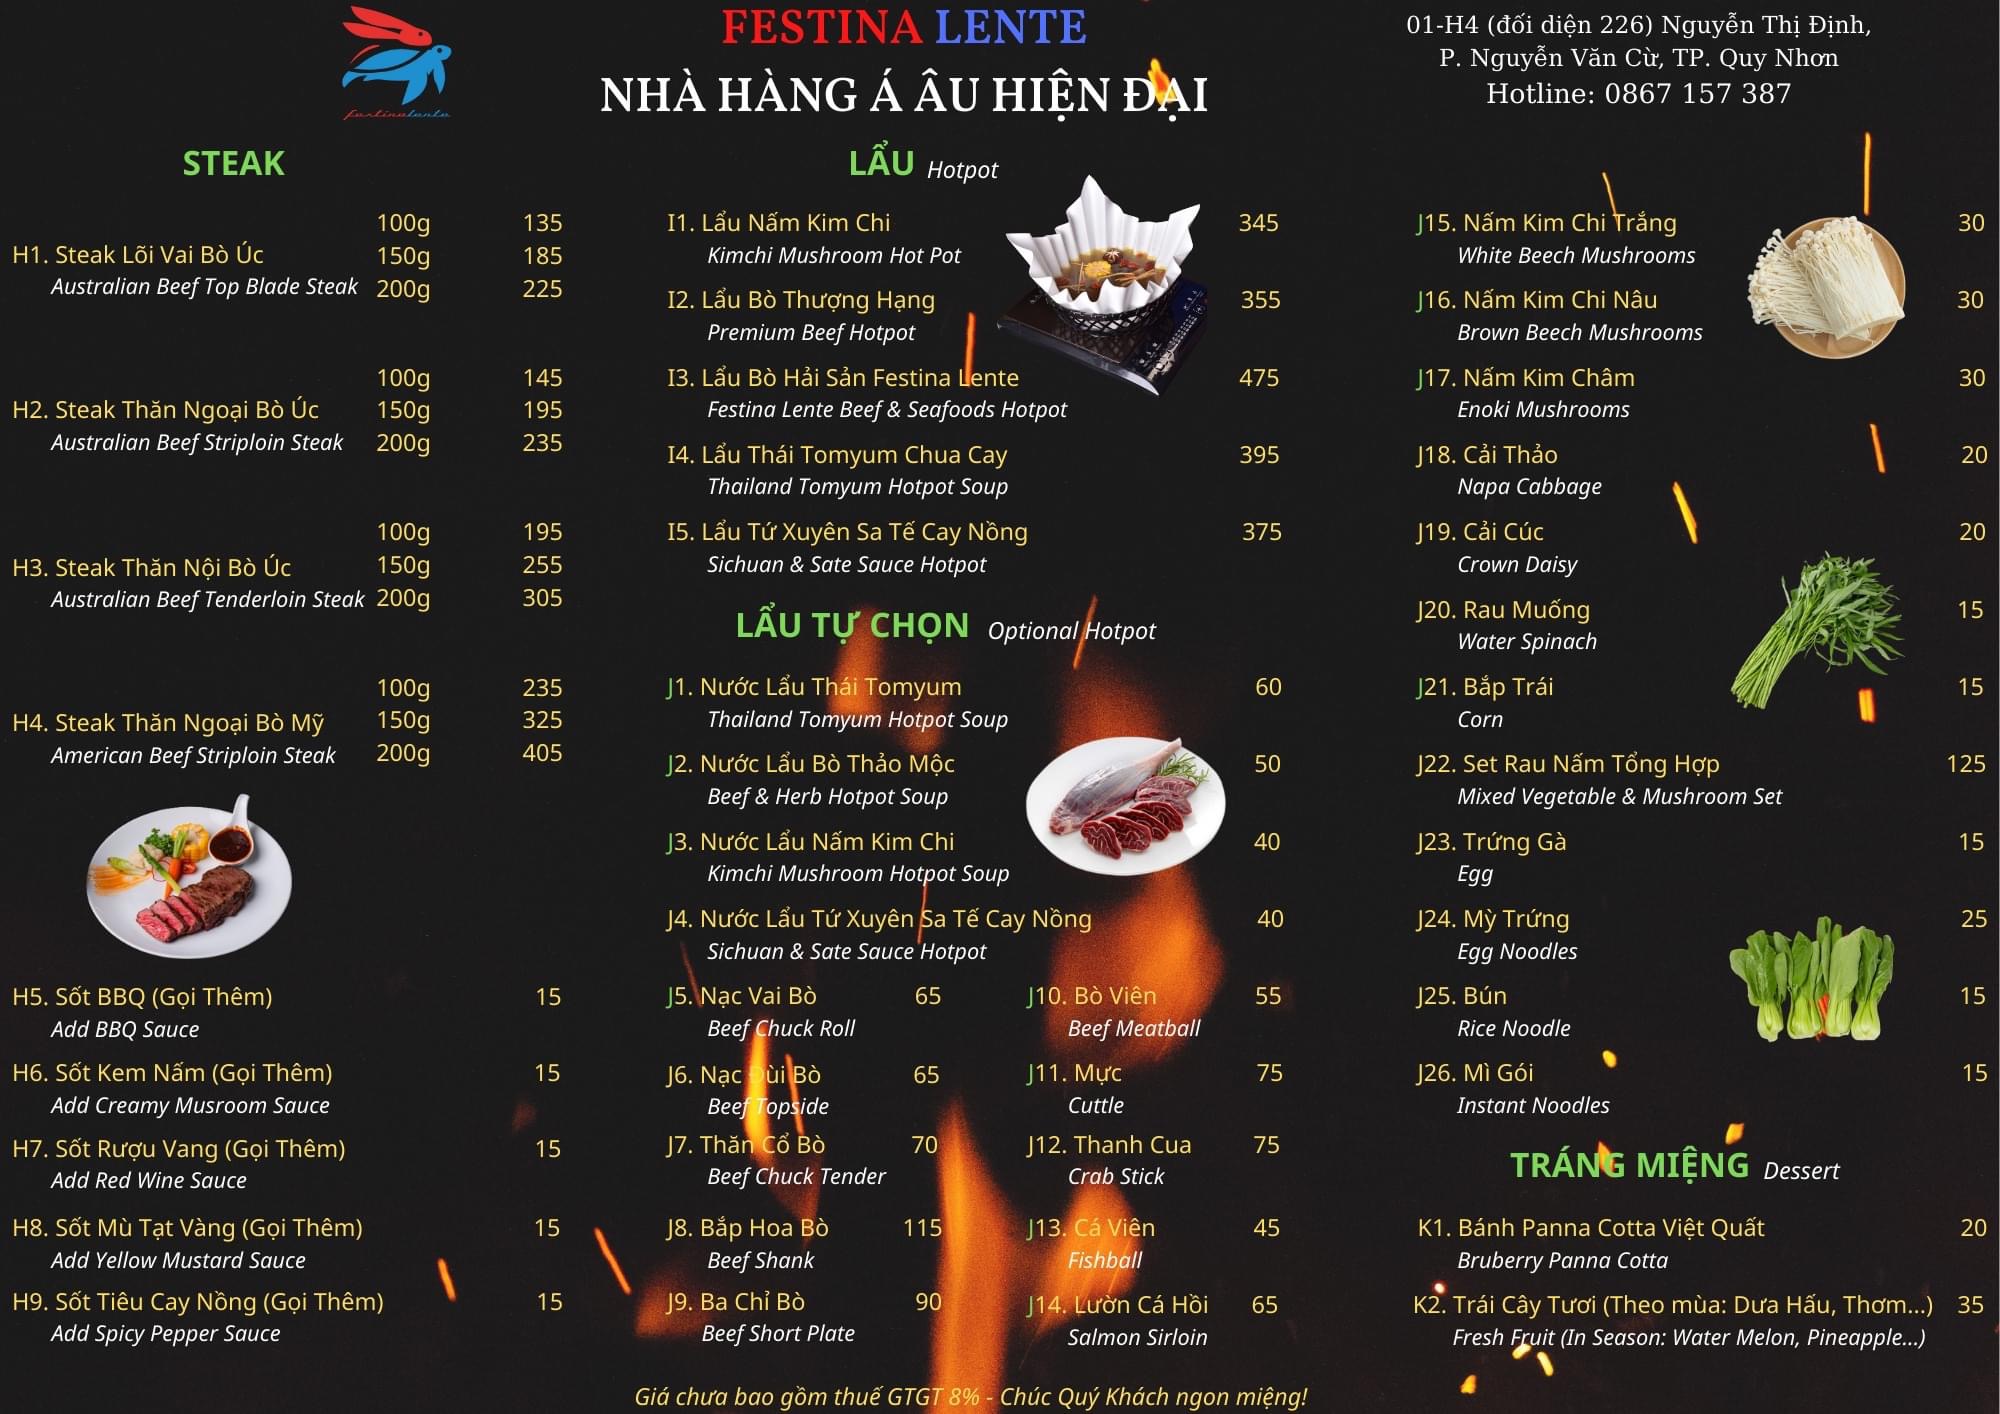 festinalente
FESTINA LENTE
NHÀ HÀNG Á ÂU HIỆN ĐẠI
01-H4 (đối diện 226) Nguyễn Thị Định,
P. Nguyễn Văn Cừ, TP. Quy Nhơn
Hotline: 0867 157 387
STEAK
100g 135
H1. Steak Lõi Vai Bò Úc 150g 185
Australian Beef Top Blade Steak 200g 225
100g 145
H2. Steak Thăn Ngoại Bò Úc 150g 195
Australian Beef Striploin Steak 200g 235
100g 195
H3. Steak Thăn Nội Bò Úc 150g 255
Australian Beef Tenderloin Steak 200g 305
100g 235
H4. Steak Thăn Ngoại Bò Mỹ 150g 325
American Beef Striploin Steak 200g 405
H5. Sốt BBQ (Gọi Thêm) 15
Add BBQ Sauce
H6. Sốt Kem Nấm (Gọi Thêm) 15
Add Creamy Musroom Sauce
H7. Sốt Rượu Vang (Gọi Thêm) 15
Add Red Wine Sauce
H8. Sốt Mù Tạt Vàng (Gọi Thêm) 15
Add Yellow Mustard Sauce
H9. Sốt Tiêu Cay Nồng (Gọi Thêm) 15
Add Spicy Pepper Sauce
LẨU Hotpot
I1. Lẩu Nấm Kim Chi 345
Kimchi Mushroom Hot Pot
I2. Lẩu Bò Thượng Hạng 355
Premium Beef Hotpot
I3. Lẩu Bò Hải Sản Festina Lente 475
Festina Lente Beef & Seafoods Hotpot
I4. Lẩu Thái Tomyum Chua Cay 395
Thailand Tomyum Hotpot Soup
I5. Lẩu Tứ Xuyên Sa Tế Cay Nồng 375
Sichuan & Sate Sauce Hotpot
LẨU TỰ CHỌN Optional Hotpot
J1. Nước Lẩu Thái Tomyum 60
Thailand Tomyum Hotpot Soup
J2. Nước Lẩu Bò Thảo Mộc 50
Beef & Herb Hotpot Soup
J3. Nước Lẩu Nấm Kim Chi 40
Kimchi Mushroom Hotpot Soup
J4. Nước Lẩu Tứ Xuyên Sa Tế Cay Nồng 40
Sichuan & Sate Sauce Hotpot
J5. Nạc Vai Bò 65
Beef Chuck Roll
J6. Nạc Đùi Bò 65
Beef Topside
J7. Thăn Cổ Bò 70
Beef Chuck Tender
J8. Bắp Hoa Bò 115
Beef Shank
J9. Ba Chỉ Bò 90
Beef Short Plate
J10. Bò Viên 55
Beef Meatball
J11. Mực 75
Cuttle
J12. Thanh Cua 75
Crab Stick
J13. Cá Viên 45
Fishball
J14. Lườn Cá Hồi 65
Salmon Sirloin
J15. Nấm Kim Chi Trắng 30
White Beech Mushrooms
J16. Nấm Kim Chi Nâu 30
Brown Beech Mushrooms
J17. Nấm Kim Châm 30
Enoki Mushrooms
J18. Cải Thảo 20
Napa Cabbage
J19. Cải Cúc 20
Crown Daisy
J20. Rau Muống 15
Water Spinach
J21. Bắp Trái 15
Corn
J22. Set Rau Nấm Tổng Hợp 125
Mixed Vegetable & Mushroom Set
J23. Trứng Gà 15
Egg
J24. Mỳ Trứng 25
Egg Noodles
J25. Bún 15
Rice Noodle
J26. Mì Gói 15
Instant Noodles
TRÁNG MIỆNG Dessert
K1. Bánh Panna Cotta Việt Quất 20
Bruberry Panna Cotta
K2. Trái Cây Tươi (Theo mùa: Dưa Hấu, Thơm...) 35
Fresh Fruit (In Season: Water Melon, Pineapple...)
Giá chưa bao gồm thuế GTGT 8% - Chúc Quý Khách ngon miệng!